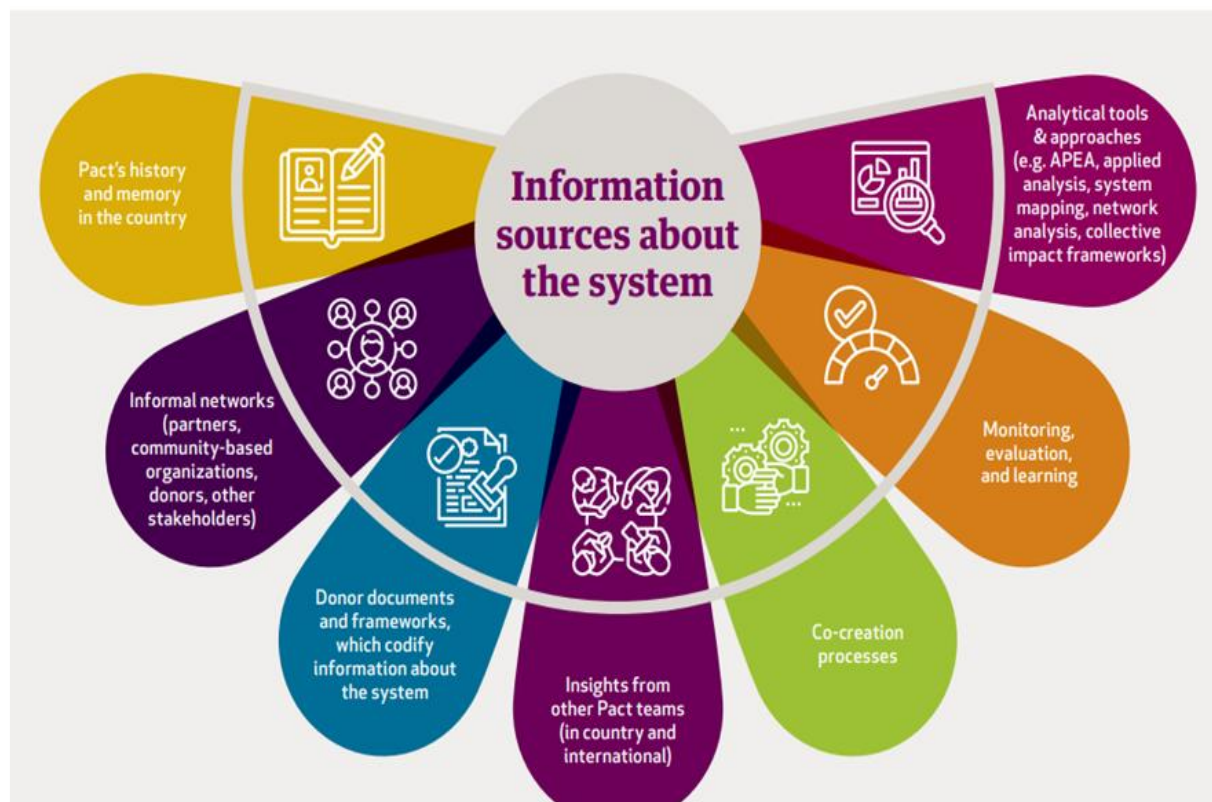 Information
sources about
the system
Pact's history
and memory
in the country
Informal networks
(partners,
community-based
organizations,
donors, other
stakeholders)
Donor documents
and frameworks,
which codify
information about
the system
Insights from
other Pact teams
(in country and
international)
Co-creation
processes
Monitoring,
evaluation,
and learning
Analytical tools
& approaches
(e.g. APEA, applied
analysis, system
mapping, network
analysis, collective
impact frameworks)